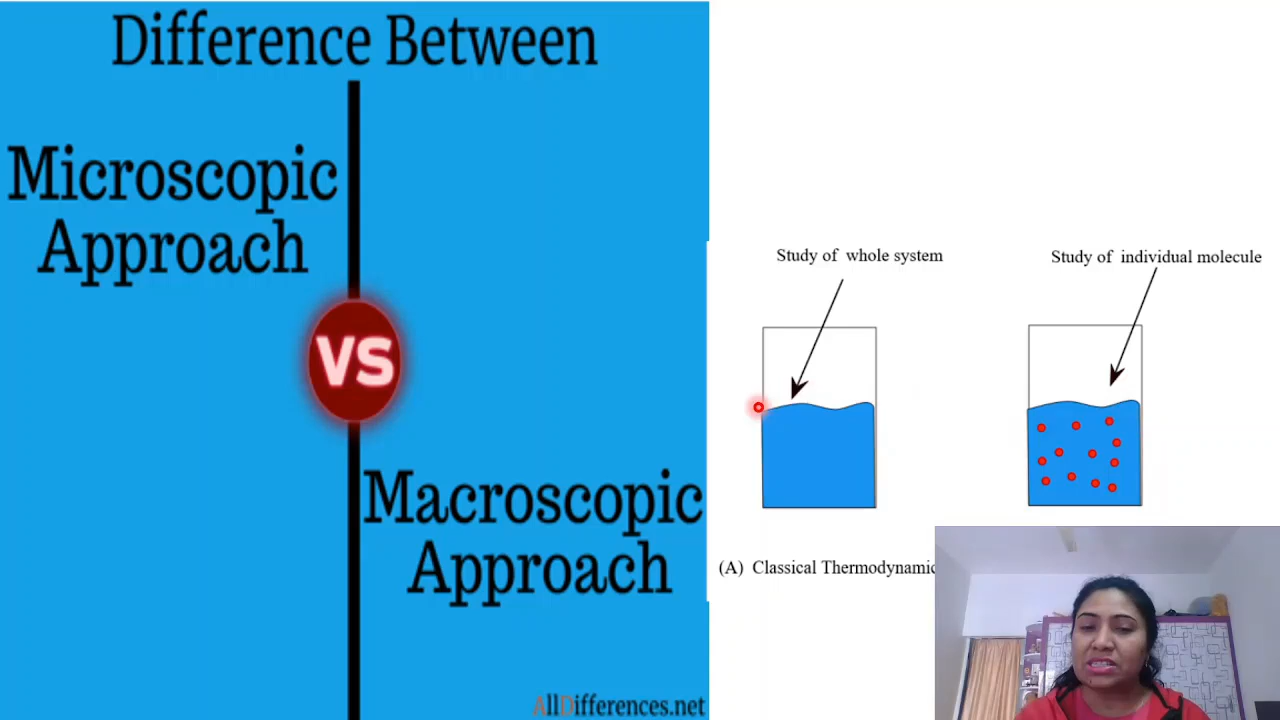 Difference Between
Microscopic
Approach
VS
Macroscopic
Approach
AllDifferences.net
Study of whole system
Study of individual molecule
(A) Classical Thermodynamic